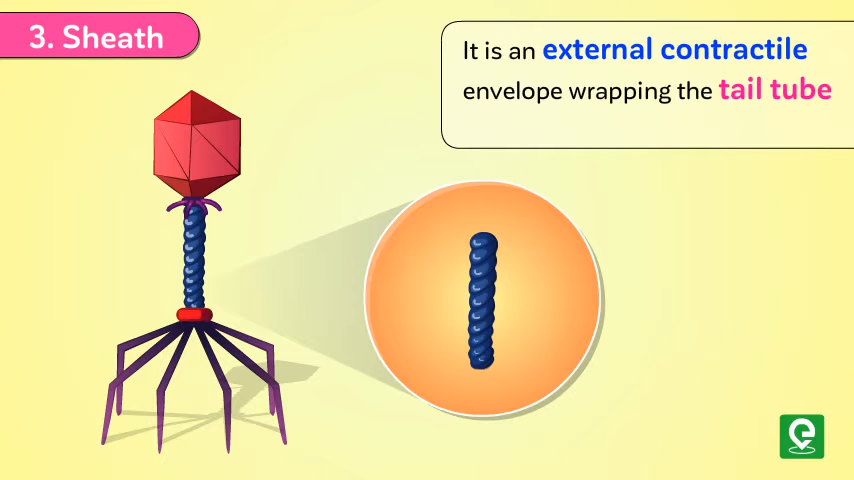 3. Sheath
It is an external contractile
envelope wrapping the tail tube